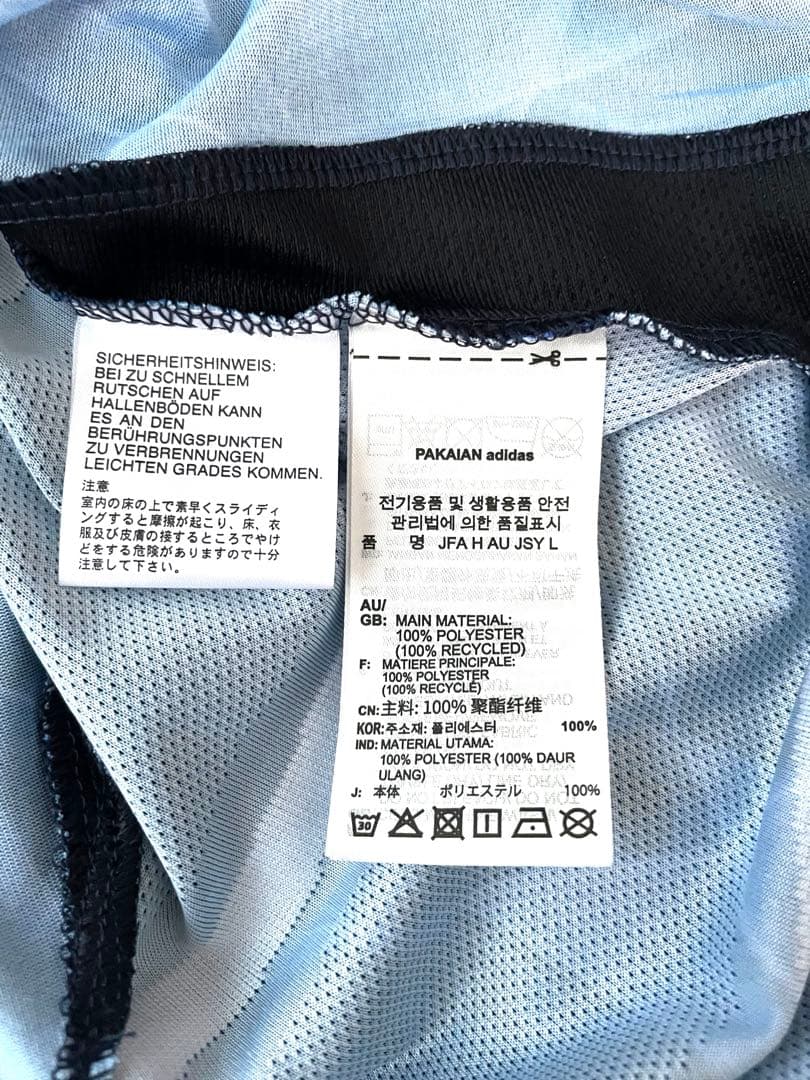 SICHERHEITSHINWEIS:
BEI ZU SCHNELLEM
RUTSCHEN AUF
HALLENBÖDEN KANN
ES AN DEN
BERÜHRUNGSPUNKTEN
ZU VERBRENNUNGEN
LEICHTEN GRADES KOMMEN.
注意
室内の床の上で素早くスライディ
ングすると摩擦が起こり、床、衣
服及び皮膚の接するところでやけ
どをする危険がありますので十分
注意して下さい。
PAKAIAN adidas
전기용품 및 생활용품 안전
관리법에 의한 품질표시
품 명 JFA H AU JSY L
AU/
GB: MAIN MATERIAL:
100% POLYESTER
(100% RECYCLED)
F: MATIERE PRINCIPALE:
100% POLYESTER
(100% RECYCLÉ)
CN: 主料: 100% 聚酯纤维
KOR: 주소재: 폴리에스터 100%
IND: MATERIAL UTAMA:
100% POLYESTER (100% DAUR
ULANG)
J: 本体 ポリエステル 100%
30